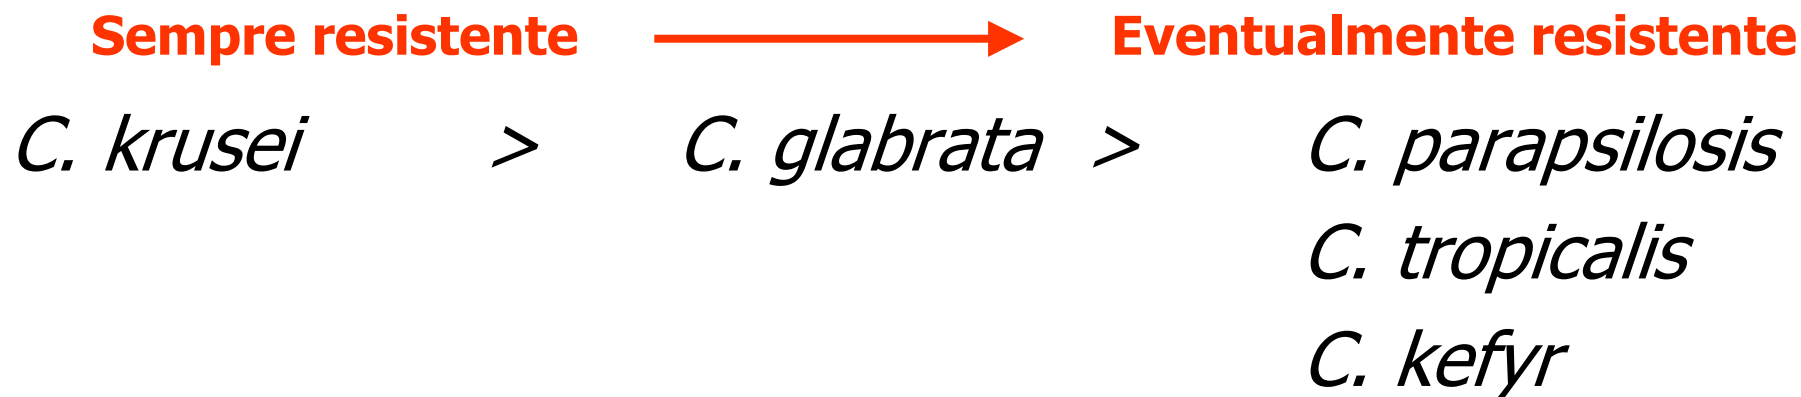 Sempre resistente Eventualmente resistente
C. krusei > C. glabrata > C. parapsilosis
C. tropicalis
C. kefyr